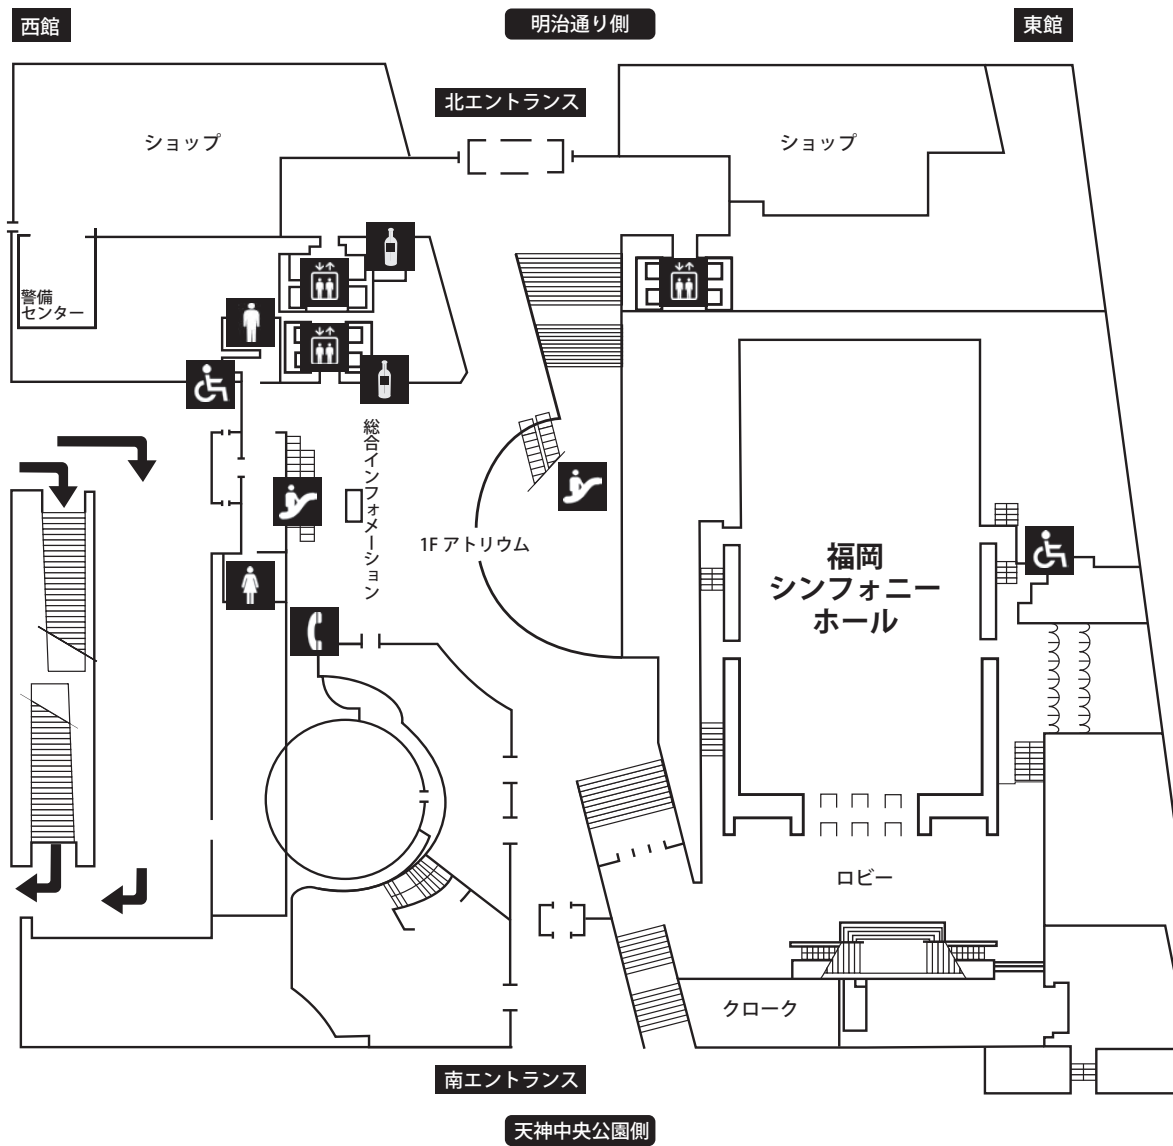 西館
明治通り側
東館
北エントランス
ショップ
ショップ
警備
センター
総合インフォメーション
1F アトリウム
福岡
シンフォニー
ホール
ロビー
クローク
南エントランス
天神中央公園側